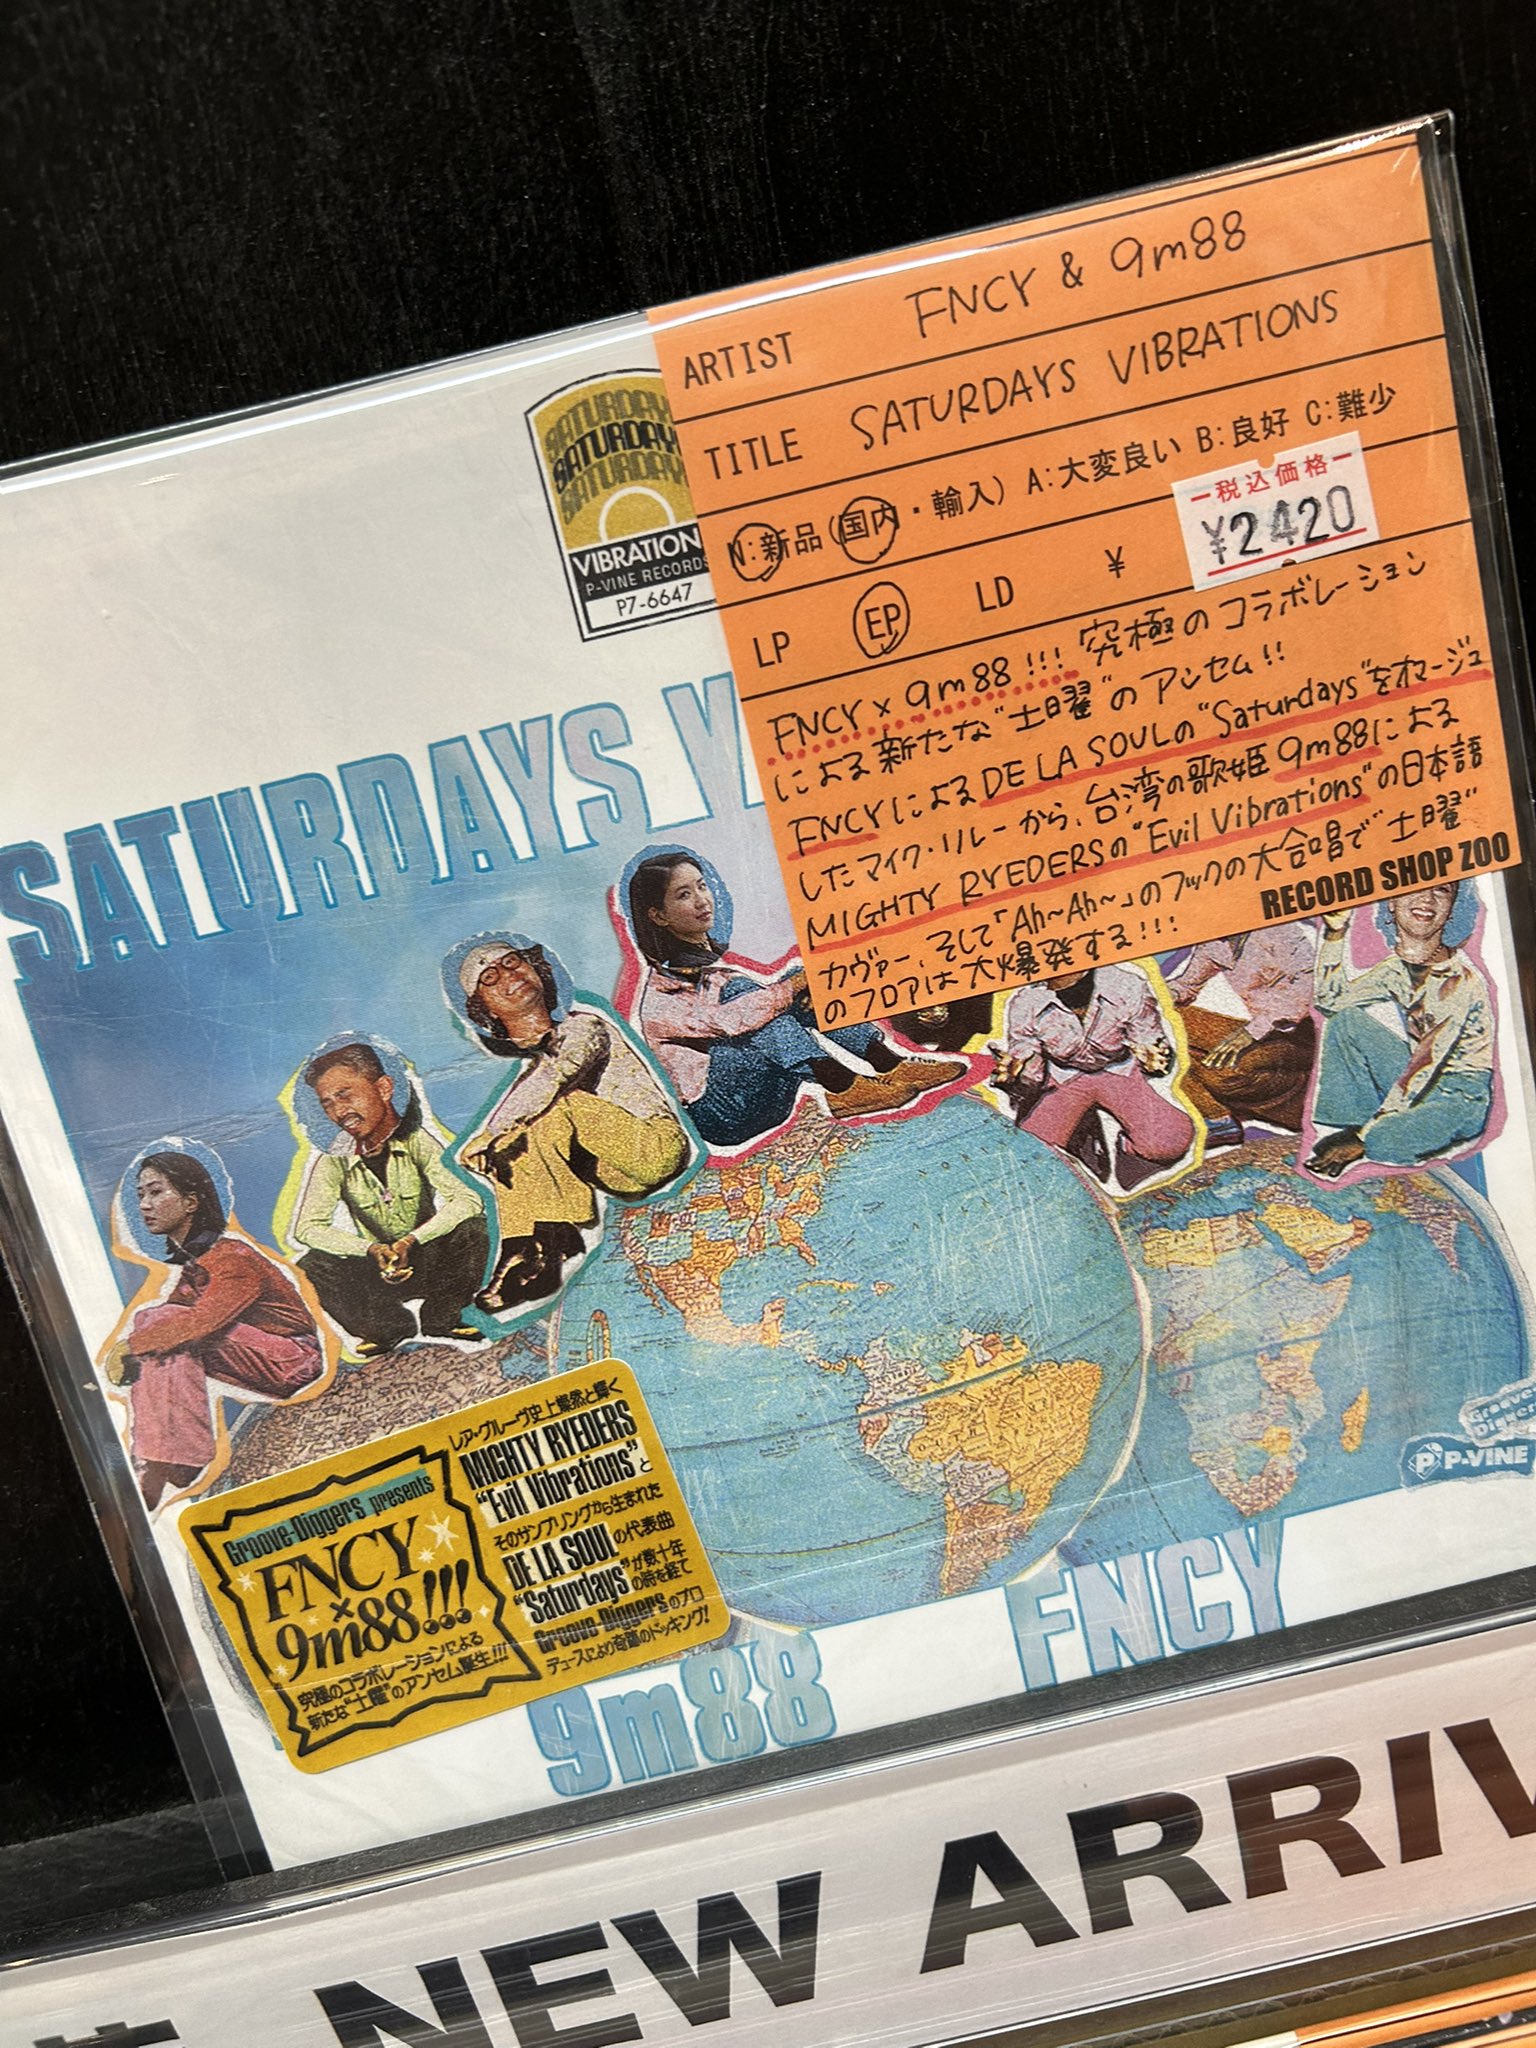 ARTIST FNCY & 9m88
TITLE SATURDAYS VIBRATIONS
N:新品(国内・輸入) A:大変良い B:良好 C:難少
ー税込価格ー
¥2420
LP EP LD ¥
FNCY x 9m88!!! 究極のコラボレーション
による新たな"土曜"のアンセム!!
FNCYによるDE LA SOULの"Saturdays"をオマージュ
したマイク・リレーから、台湾の歌姫9m88による
MIGHTY RYEDERSの"Evil Vibrations"の日本語
カヴァー、そして「Ah~Ah~」のフックの大合唱で"土曜"
のフロアは大爆発する!!!
RECORD SHOP ZOO
SATURDAY
SATURDAY
SATURDAY
VIBRATION
P-VINE RECORDS
P7-6647
SATURDAYS V
レア・グルーヴ史上燦然と輝く
MIGHTY RYEDERS
"Evil Vibrations"と
そのサンプリングから生まれた
DE LA SOULの代表曲
"Saturdays"が数十年
の時を経て
Groove-Diggersのプロ
デュースにより奇跡のドッキング!
Groove-Diggers presents
FNCY
×
9m88!!!
究極のコラボレーションによる
新たな"土曜"のアンセム誕生!!!
Groove
Diggers
P-VINE
9m88 FNCY
NEW ARRIV